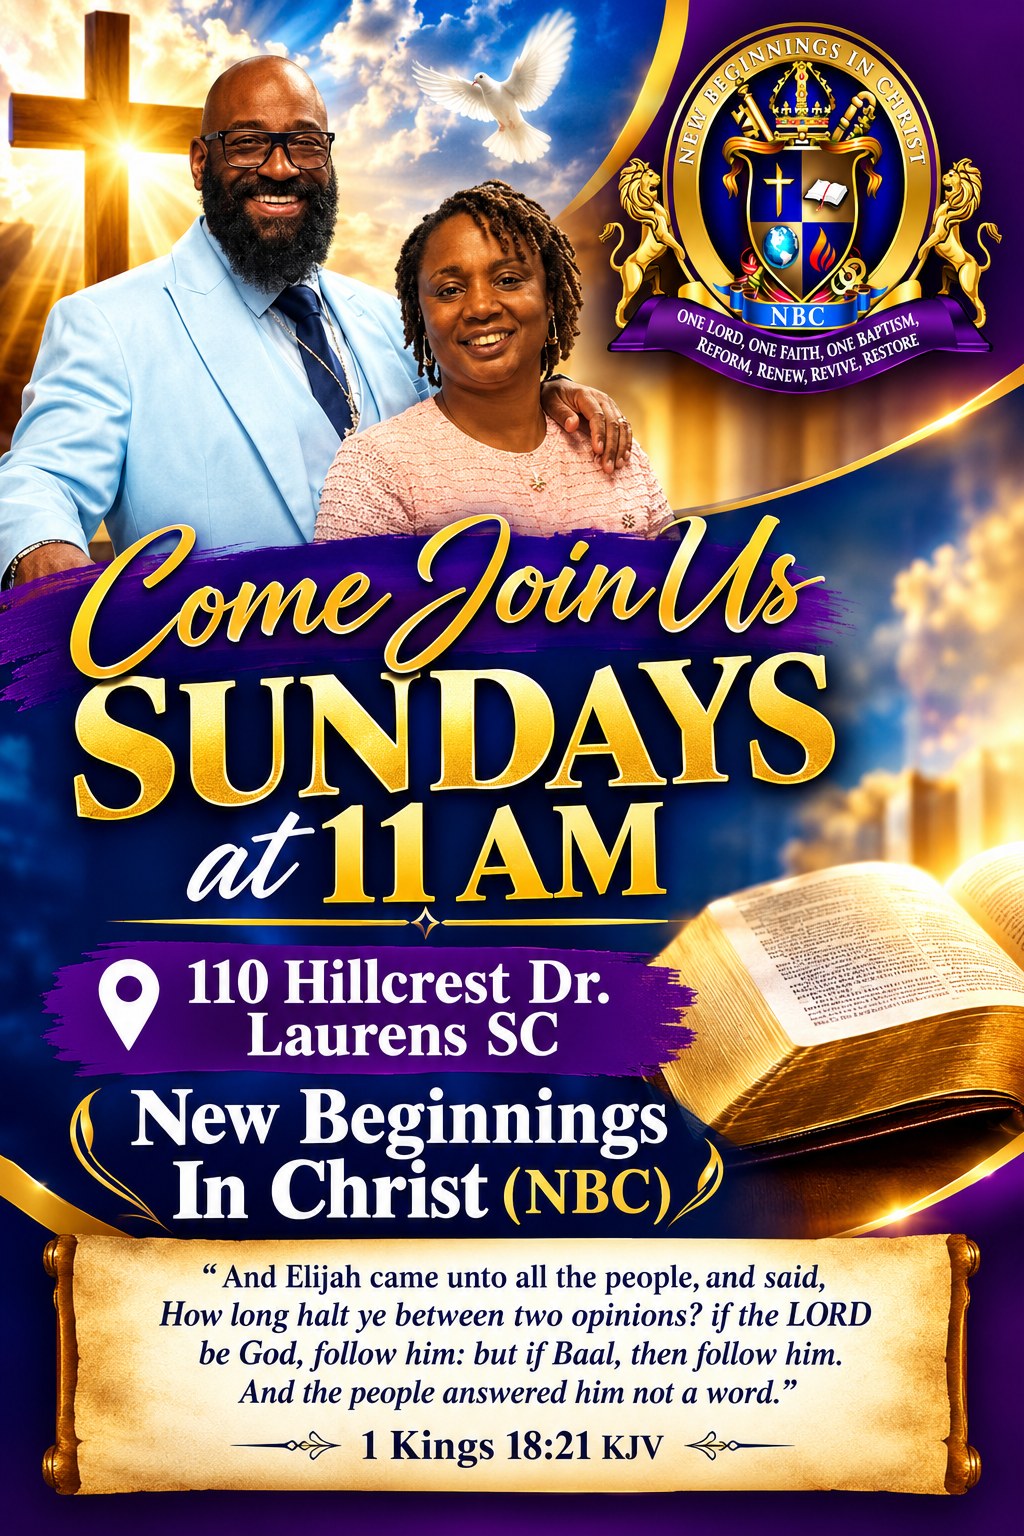 NEW BEGINNINGS IN CHRIST
NBC
ONE LORD, ONE FAITH, ONE BAPTISM,
REFORM, RENEW, REVIVE, RESTORE
Come Join Us
SUNDAYS
at 11 AM
110 Hillcrest Dr.
Laurens SC
New Beginnings
In Christ (NBC)
“And Elijah came unto all the people, and said,
How long halt ye between two opinions? if the LORD
be God, follow him: but if Baal, then follow him.
And the people answered him not a word.”
1 Kings 18:21 KJV